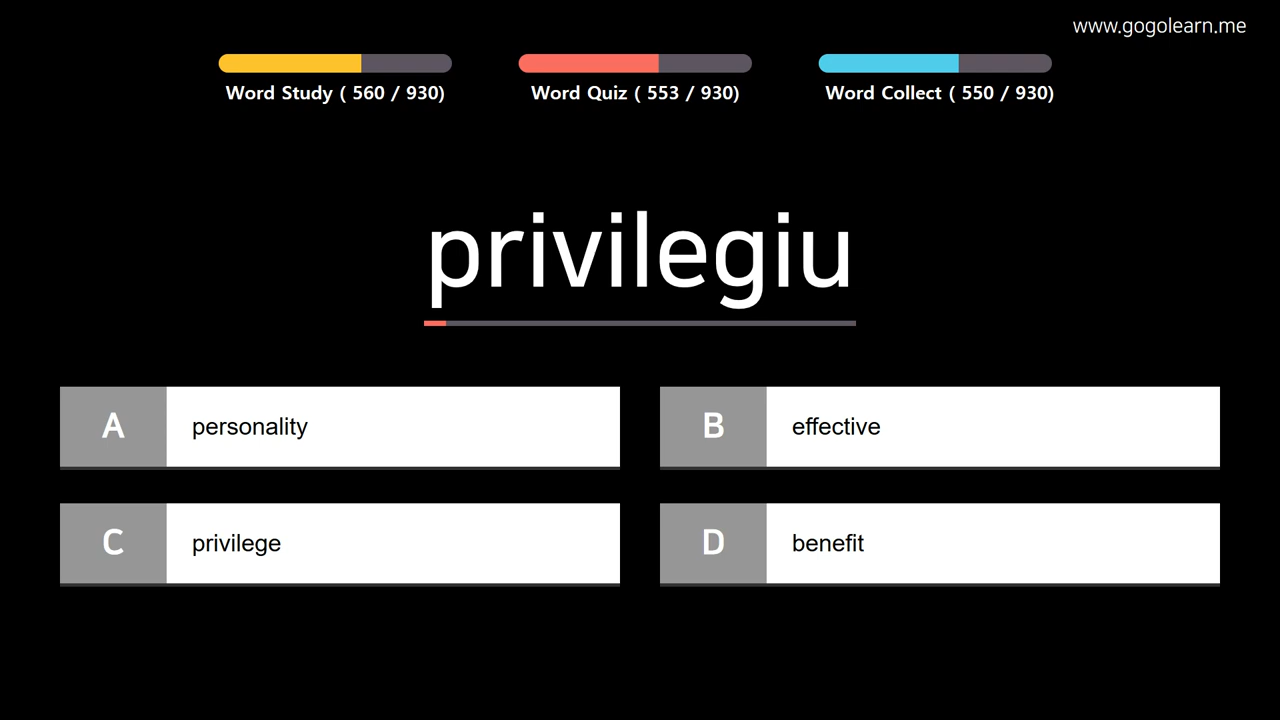 www.gogolearn.me
Word Study ( 560 / 930)
Word Quiz ( 553 / 930)
Word Collect ( 550 / 930)
privilegiu
A personality
B effective
C privilege
D benefit